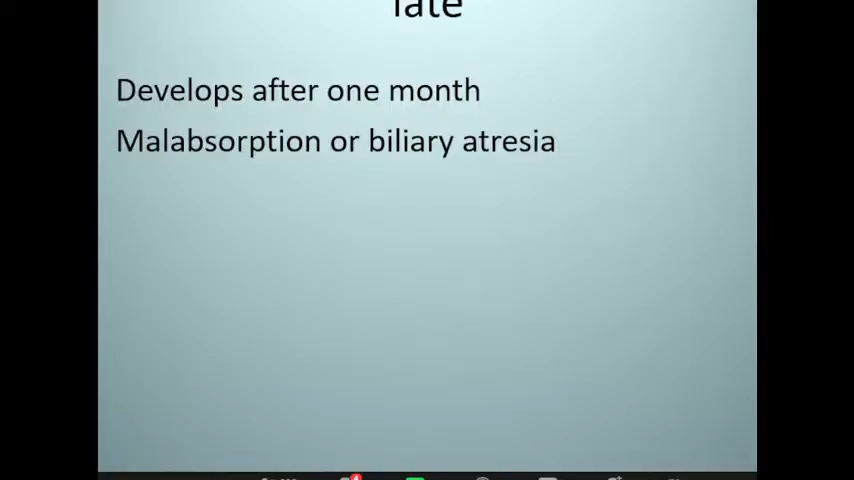 late
Develops after one month
Malabsorption or biliary atresia